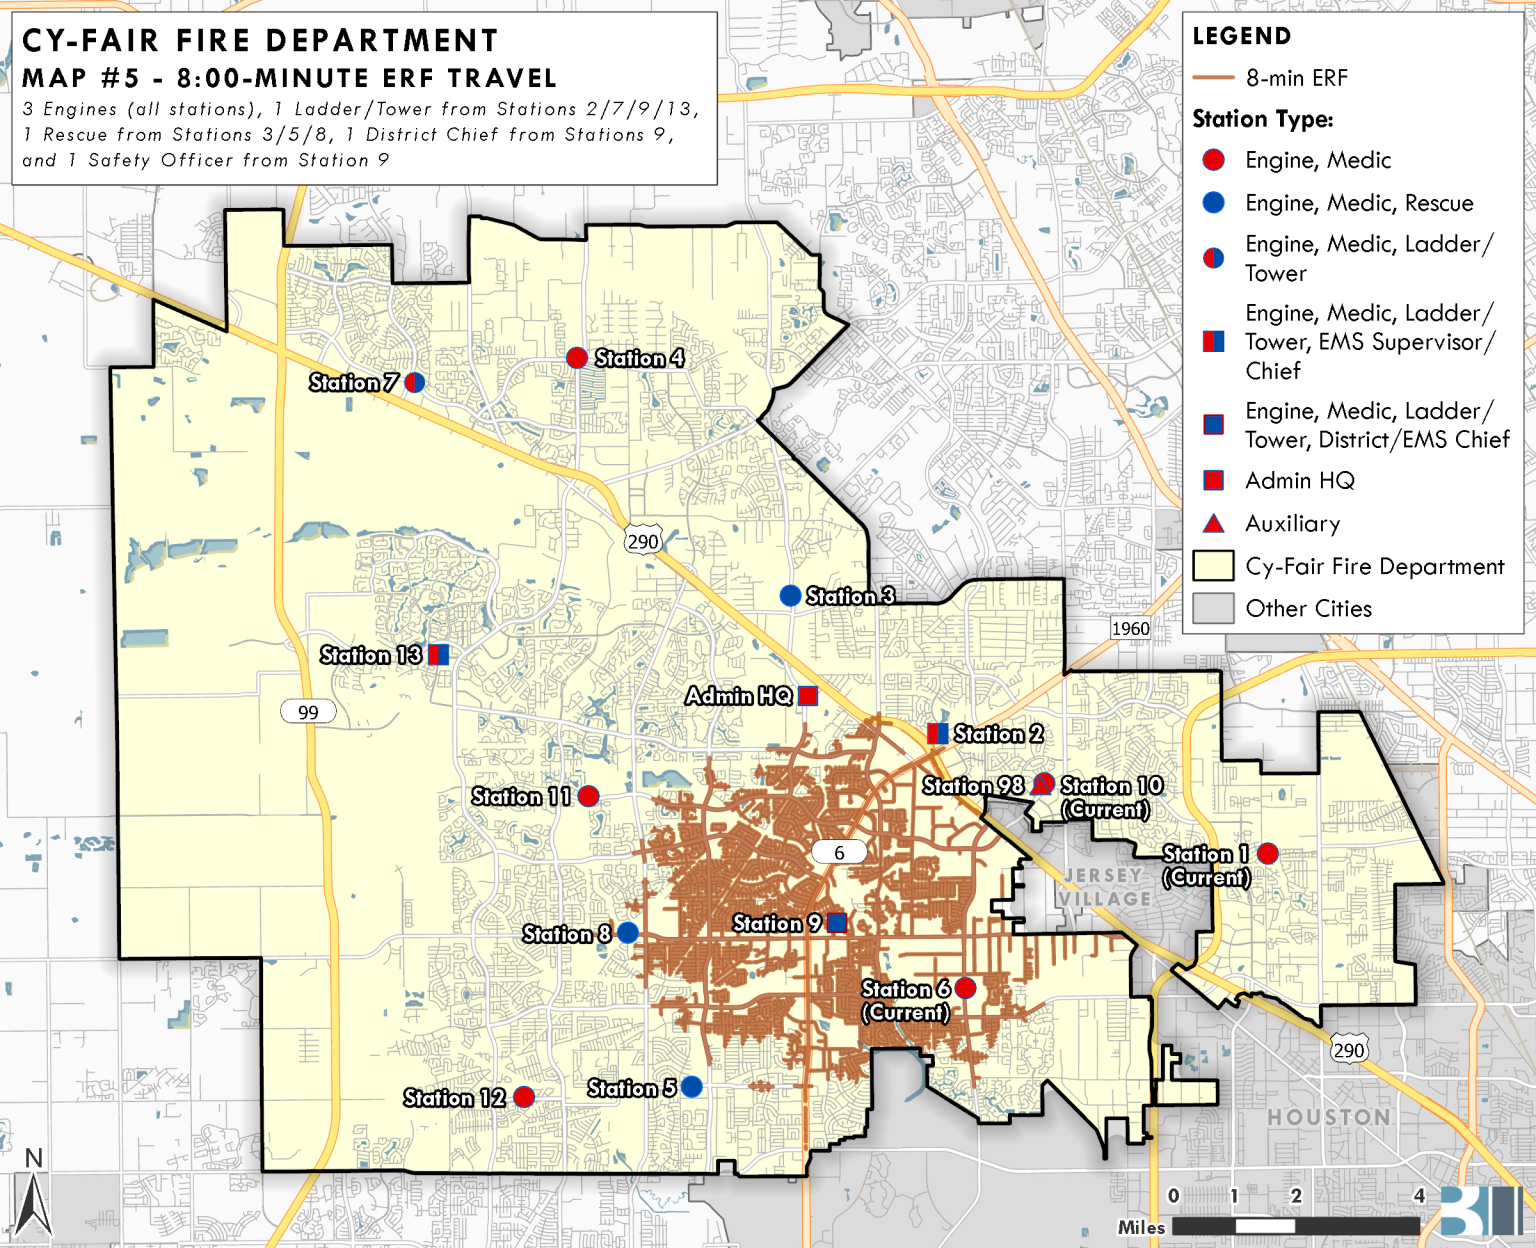 CY-FAIR FIRE DEPARTMENT
MAP #5 - 8:00-MINUTE ERF TRAVEL
3 Engines (all stations), 1 Ladder/Tower from Stations 2/7/9/13,
1 Rescue from Stations 3/5/8, 1 District Chief from Stations 9,
and 1 Safety Officer from Station 9
LEGEND
8-min ERF
Station Type:
Engine, Medic
Engine, Medic, Rescue
Engine, Medic, Ladder/
Tower
Engine, Medic, Ladder/
Tower, EMS Supervisor/
Chief
Engine, Medic, Ladder/
Tower, District/EMS Chief
Admin HQ
Auxiliary
Cy-Fair Fire Department
Other Cities
Station 4
Station 7
290
Station 3
1960
Station 13
Admin HQ
99
Station 2
Station 98
Station 10
(Current)
Station 11
6
Station 1
(Current)
JERSEY
VILLAGE
Station 9
Station 8
Station 6
(Current)
290
Station 5
Station 12
HOUSTON
N
0 1 2 4
Miles